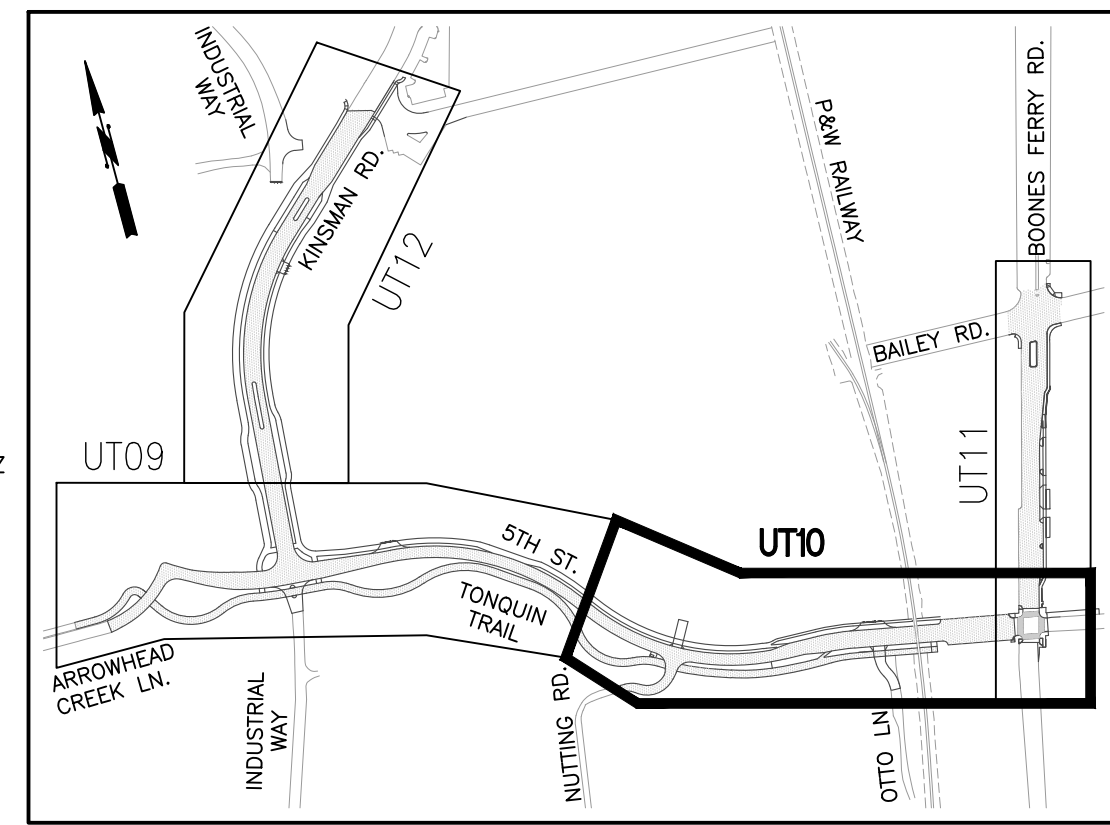 INDUSTRIAL
WAY
KINSMAN RD.
UT12
P&W RAILWAY
BOONES FERRY RD.
BAILEY RD.
UT09
UT11
5TH ST.
UT10
TONQUIN
TRAIL
ARROWHEAD
CREEK LN.
INDUSTRIAL
WAY
NUTTING RD.
OTTO LN